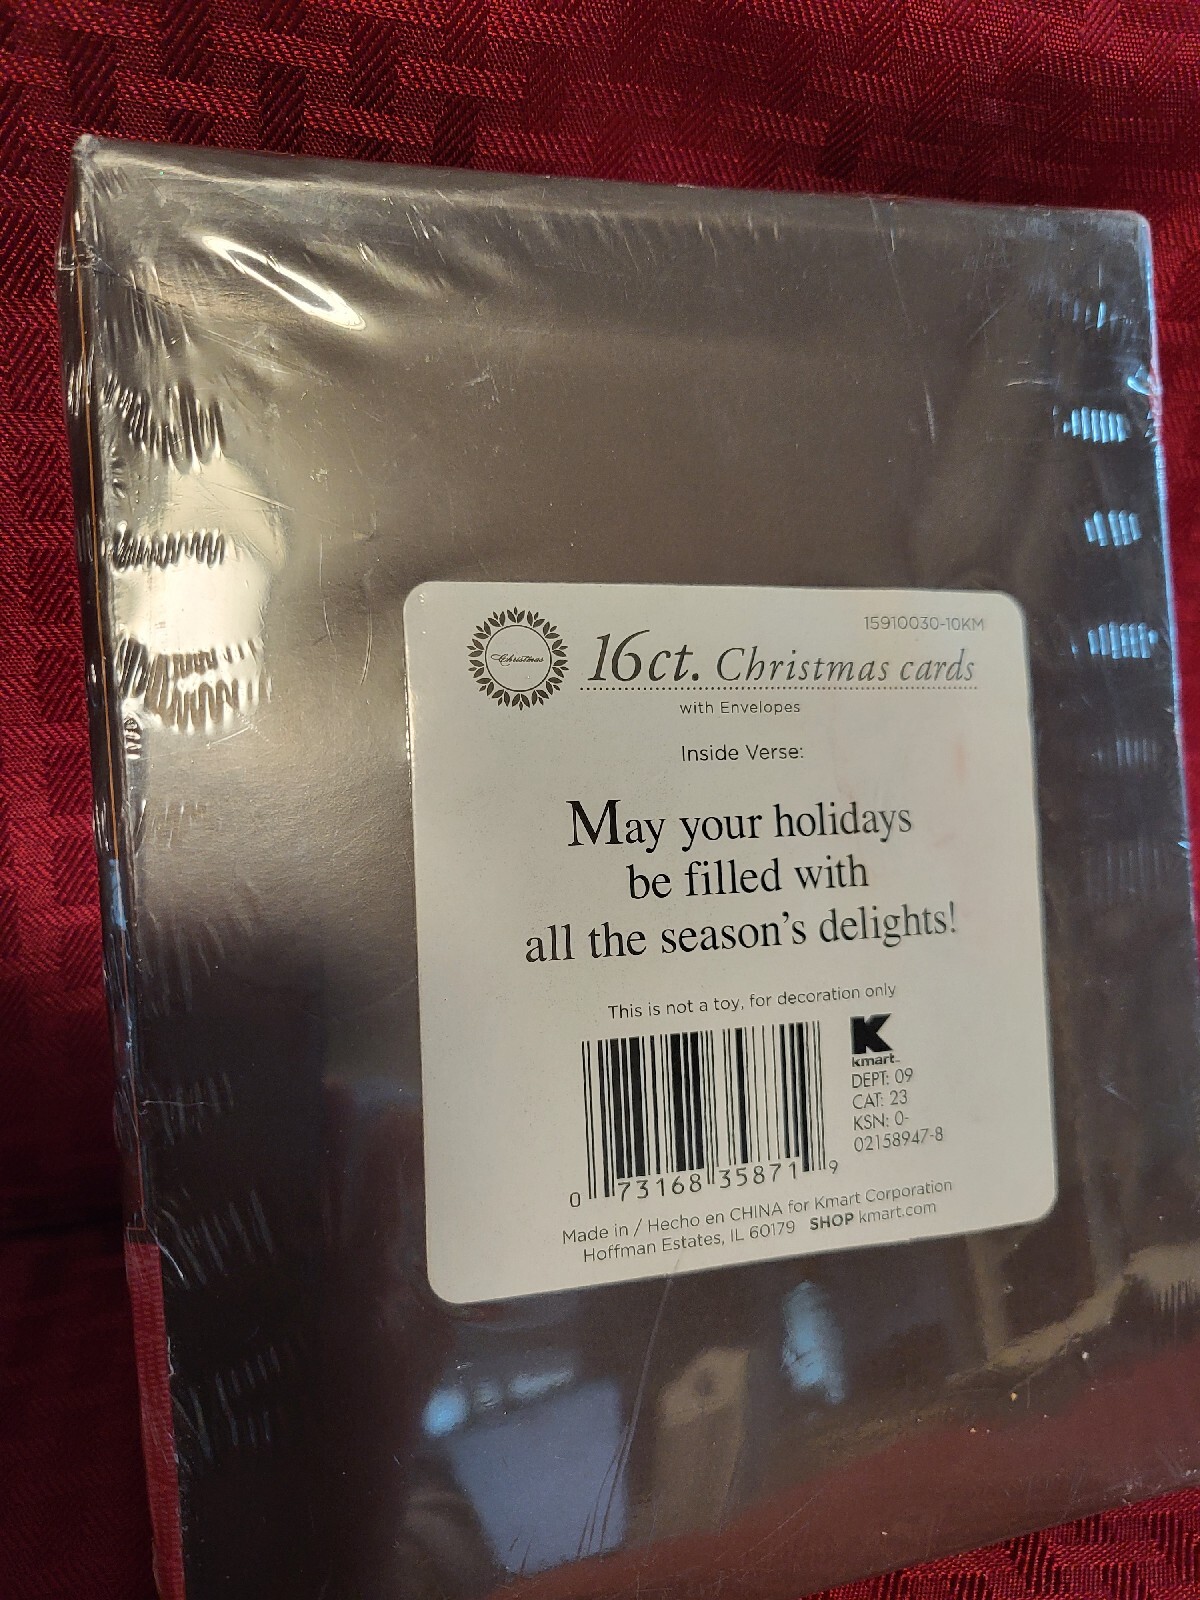 15910030-10KM
Christmas
16ct. Christmas cards
with Envelopes
Inside Verse:
May your holidays
be filled with
all the season's delights!
This is not a toy, for decoration only
K
kmart™
DEPT: 09
CAT: 23
KSN: 0-
02158947-8
0 73168 35871 9
Made in / Hecho en CHINA for Kmart Corporation
Hoffman Estates, IL 60179 SHOP kmart.com